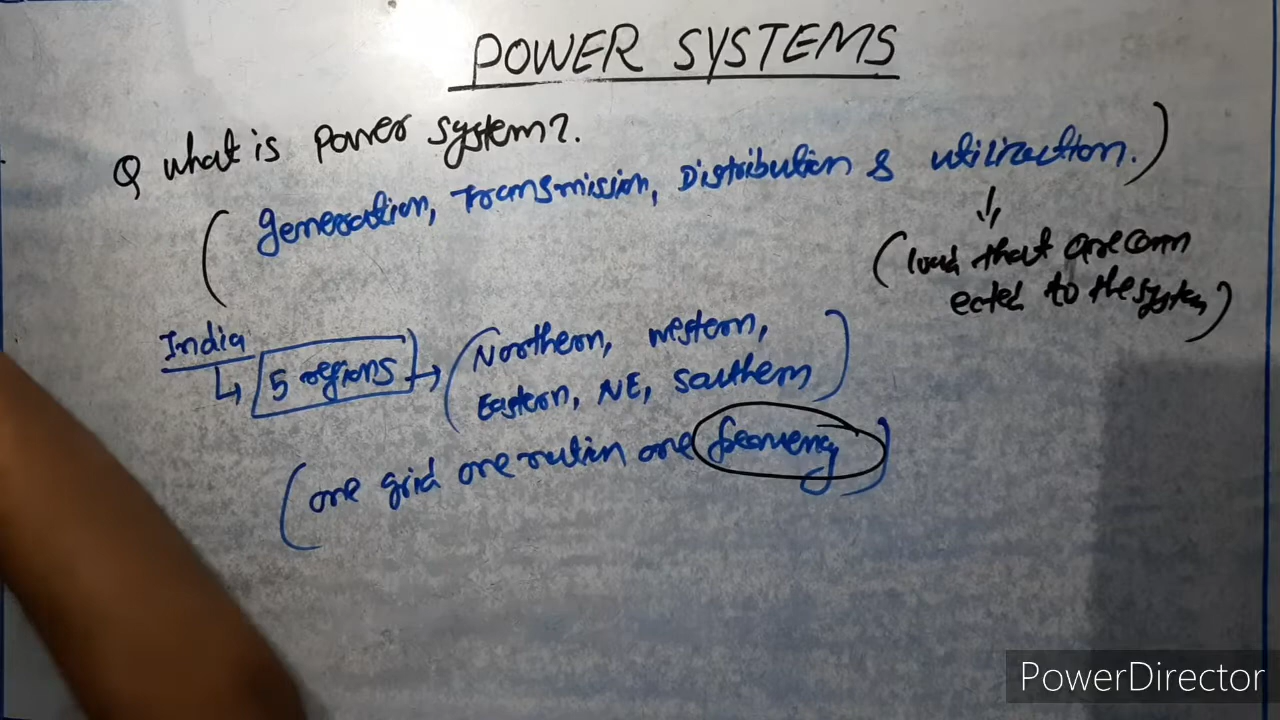 POWER SYSTEMS
Q what is power system?
(Generation, Transmission, Distribution & utilization.)
(load that are conn
ected to the system)
India
↳ 5 regions → (Northern, western,
Eastern, NE, Southern)
(one grid one nation one frequency)
PowerDirector